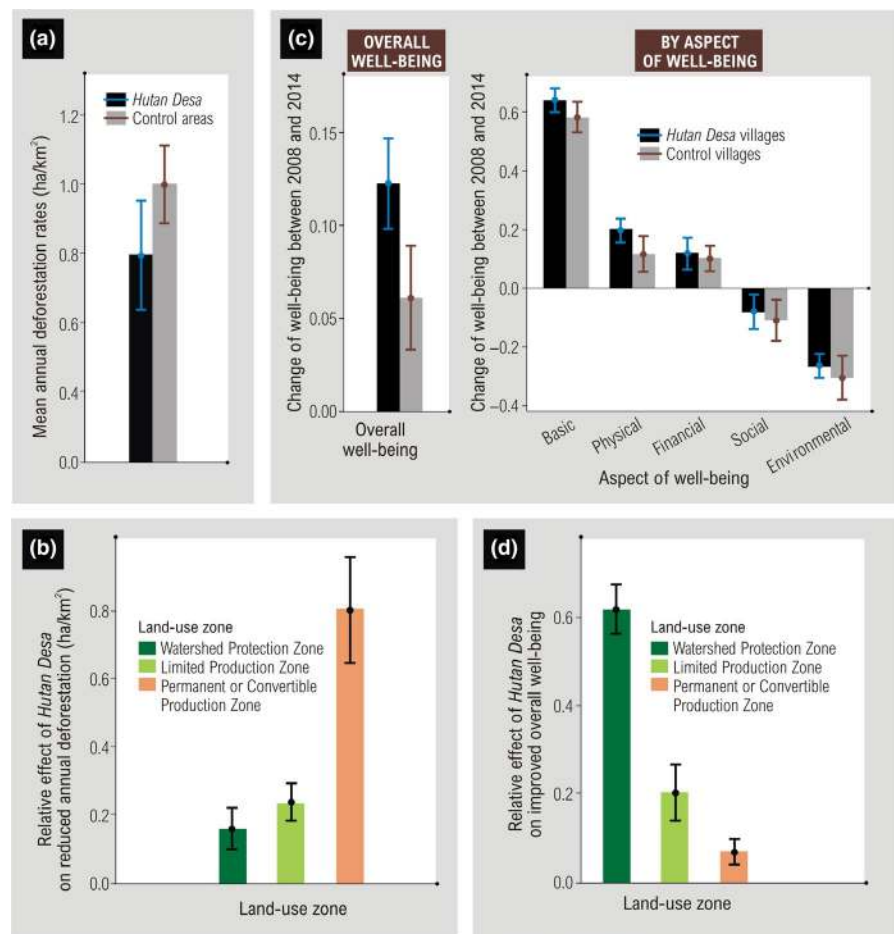 (a)
Mean annual deforestation rates (ha/km²)
1.2
1.0
0.8
0.6
0.4
0.2
0.0
Hutan Desa
Control areas
(c)
OVERALL
WELL-BEING
Change of well-being between 2008 and 2014
0.15
0.10
0.05
0.00
Overall
well-being
BY ASPECT
OF WELL-BEING
Change of well-being between 2008 and 2014
0.6
0.4
0.2
0.0
–0.2
–0.4
Hutan Desa villages
Control villages
Basic
Physical
Financial
Social
Environmental
Aspect of well-being
(b)
Relative effect of Hutan Desa
on reduced annual deforestation (ha/km²)
0.8
0.6
0.4
0.2
0.0
Land-use zone
Watershed Protection Zone
Limited Production Zone
Permanent or Convertible
Production Zone
Land-use zone
(d)
Relative effect of Hutan Desa
on improved overall well-being
0.6
0.4
0.2
0.0
Land-use zone
Watershed Protection Zone
Limited Production Zone
Permanent or Convertible
Production Zone
Land-use zone